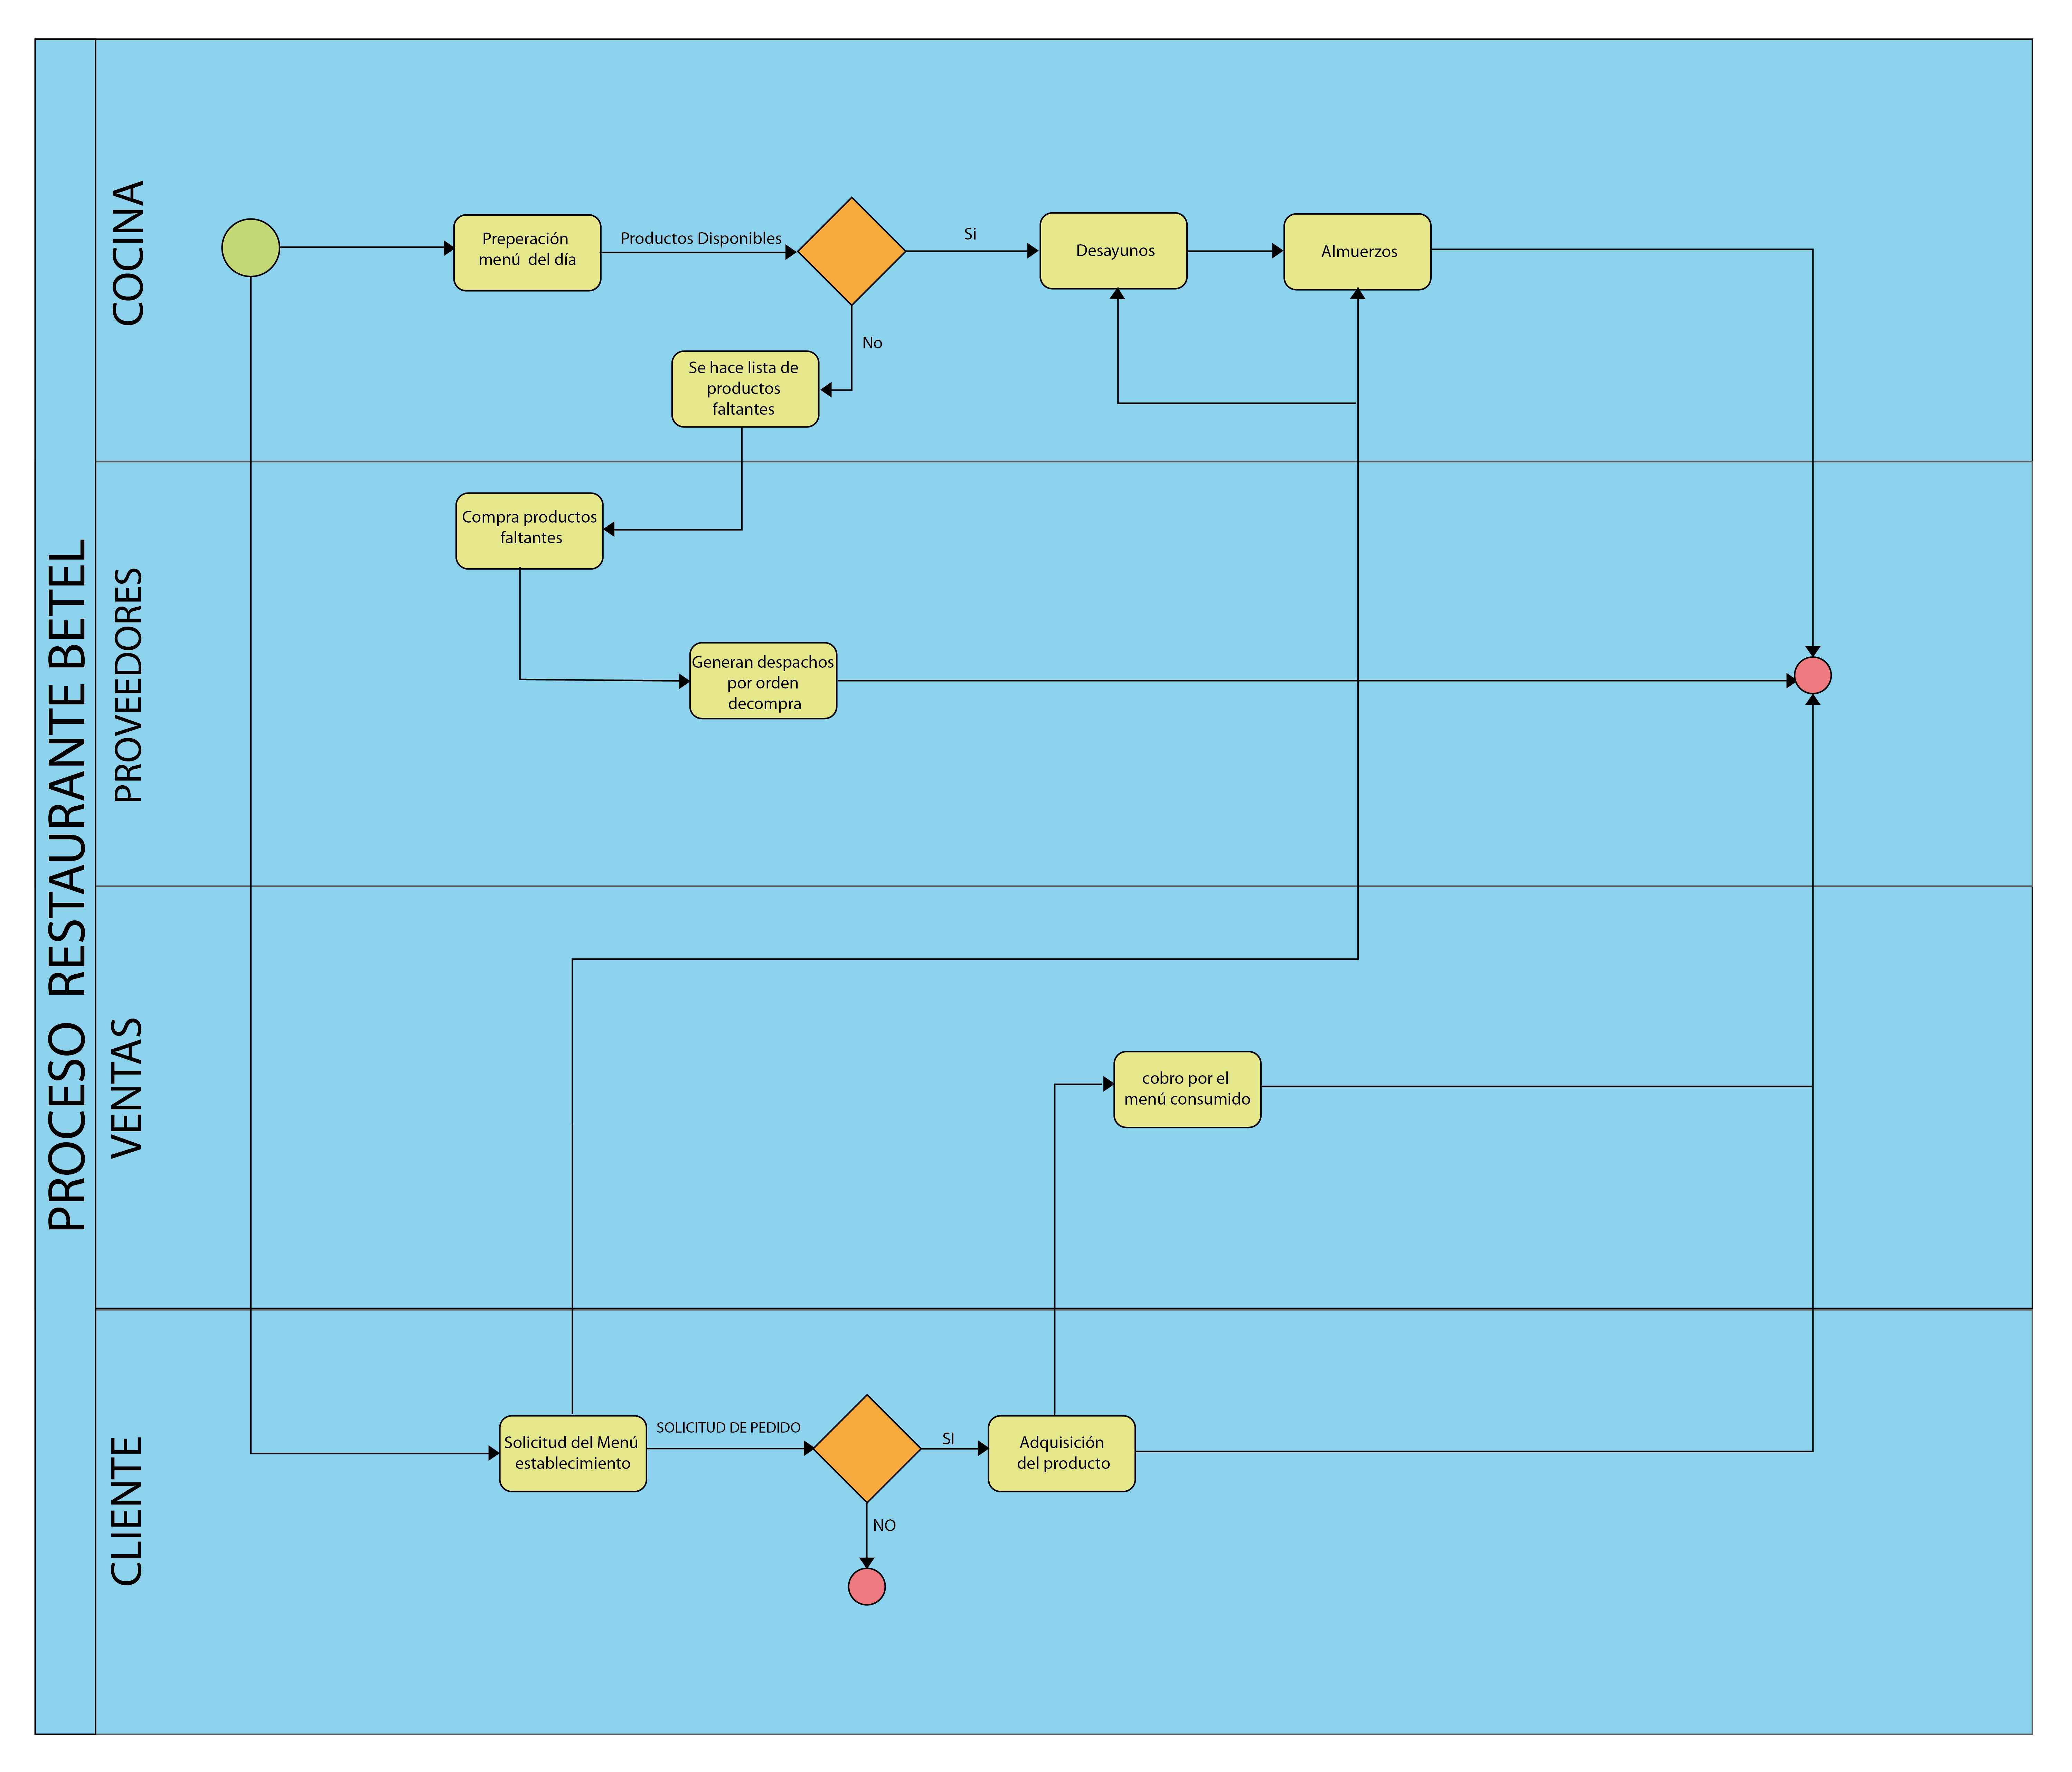 PROCESO RESTAURANTE BETEL
COCINA
Preperación
menú del día
Productos Disponibles
Si
Desayunos
Almuerzos
No
Se hace lista de
productos
faltantes
PROVEEDORES
Compra productos
faltantes
Generan despachos
por orden
decompra
VENTAS
cobro por el
menú consumido
CLIENTE
Solicitud del Menú
establecimiento
SOLICITUD DE PEDIDO
SI
Adquisición
del producto
NO